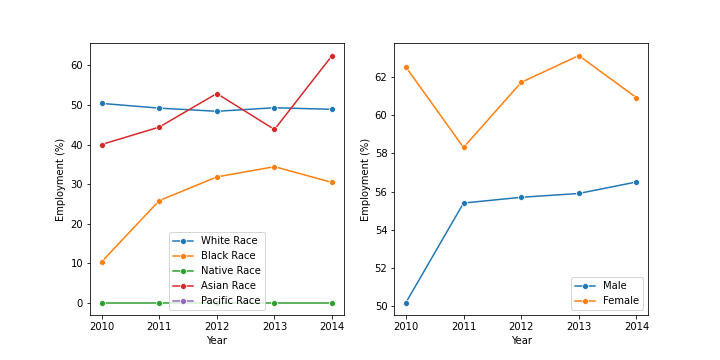 Employment (%)
60
50
40
30
20
10
0
2010 2011 2012 2013 2014
Year
White Race
Black Race
Native Race
Asian Race
Pacific Race
Employment (%)
62
60
58
56
54
52
50
2010 2011 2012 2013 2014
Year
Male
Female